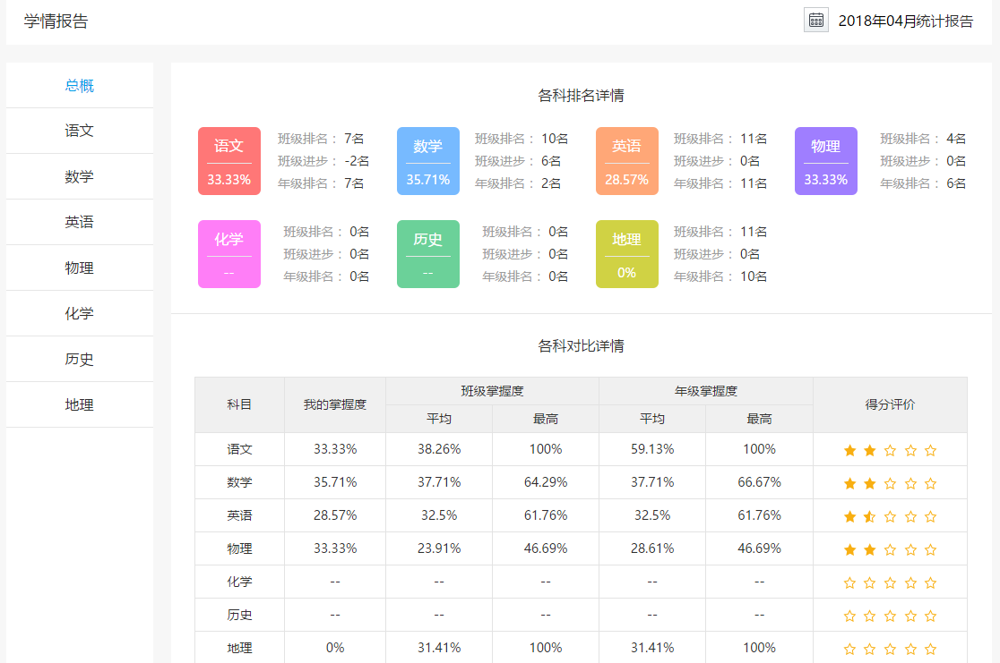 学情报告
2018年04月统计报告
总概
语文
数学
英语
物理
化学
历史
地理
各科排名详情
语文
33.33%
班级排名： 7名
班级进步： -2名
年级排名： 7名
数学
35.71%
班级排名： 10名
班级进步： 6名
年级排名： 2名
英语
28.57%
班级排名： 11名
班级进步： 0名
年级排名： 11名
物理
33.33%
班级排名： 4名
班级进步： 0名
年级排名： 6名
化学
--
班级排名： 0名
班级进步： 0名
年级排名： 0名
历史
--
班级排名： 0名
班级进步： 0名
年级排名： 0名
地理
0%
班级排名： 11名
班级进步： 0名
年级排名： 10名
各科对比详情
科目 我的掌握度 班级掌握度 年级掌握度 得分评价
平均 最高 平均 最高
语文 33.33% 38.26% 100% 59.13% 100%
数学 35.71% 37.71% 64.29% 37.71% 66.67%
英语 28.57% 32.5% 61.76% 32.5% 61.76%
物理 33.33% 23.91% 46.69% 28.61% 46.69%
化学 -- -- -- -- --
历史 -- -- -- -- --
地理 0% 31.41% 100% 31.41% 100%